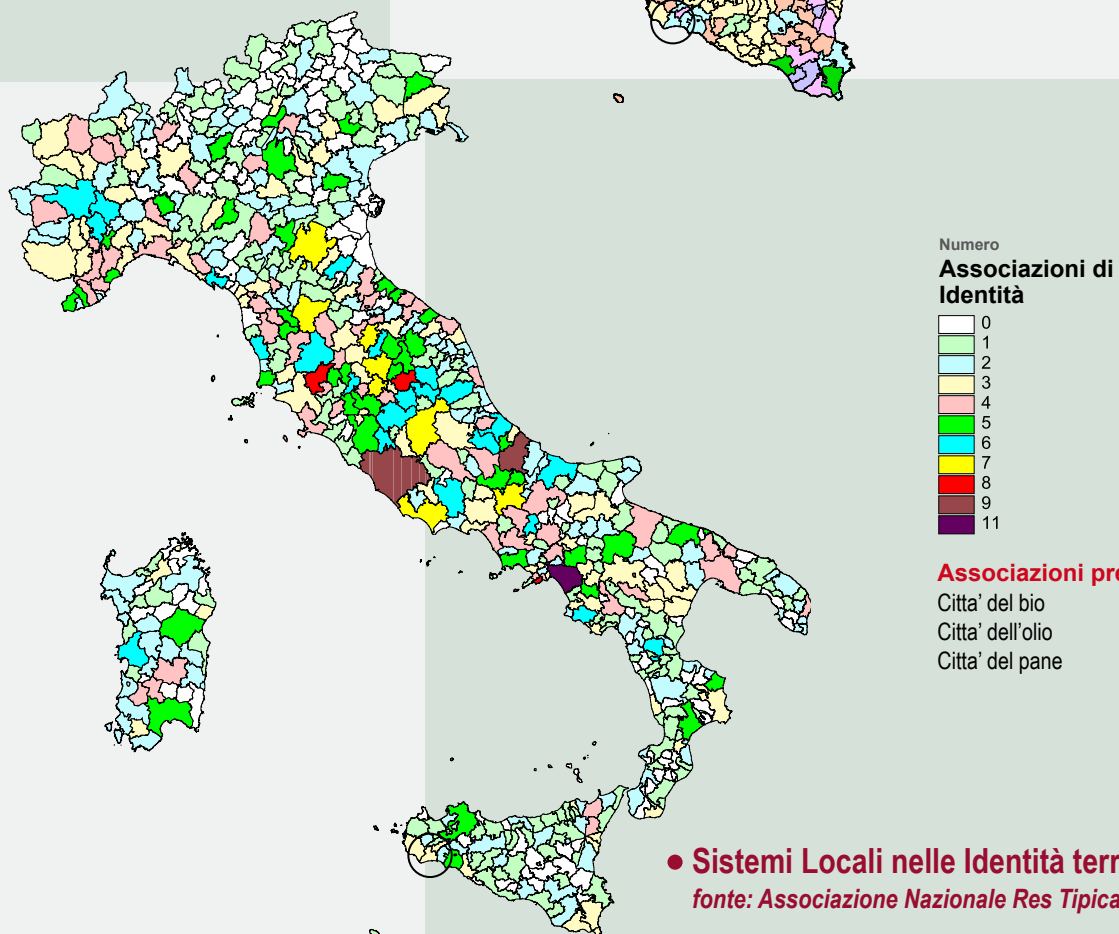 Numero
Associazioni di
Identità
0
1
2
3
4
5
6
7
8
9
11
Associazioni pre
Citta' del bio
Citta' dell'olio
Citta' del pane
• Sistemi Locali nelle Identità terr
fonte: Associazione Nazionale Res Tipica